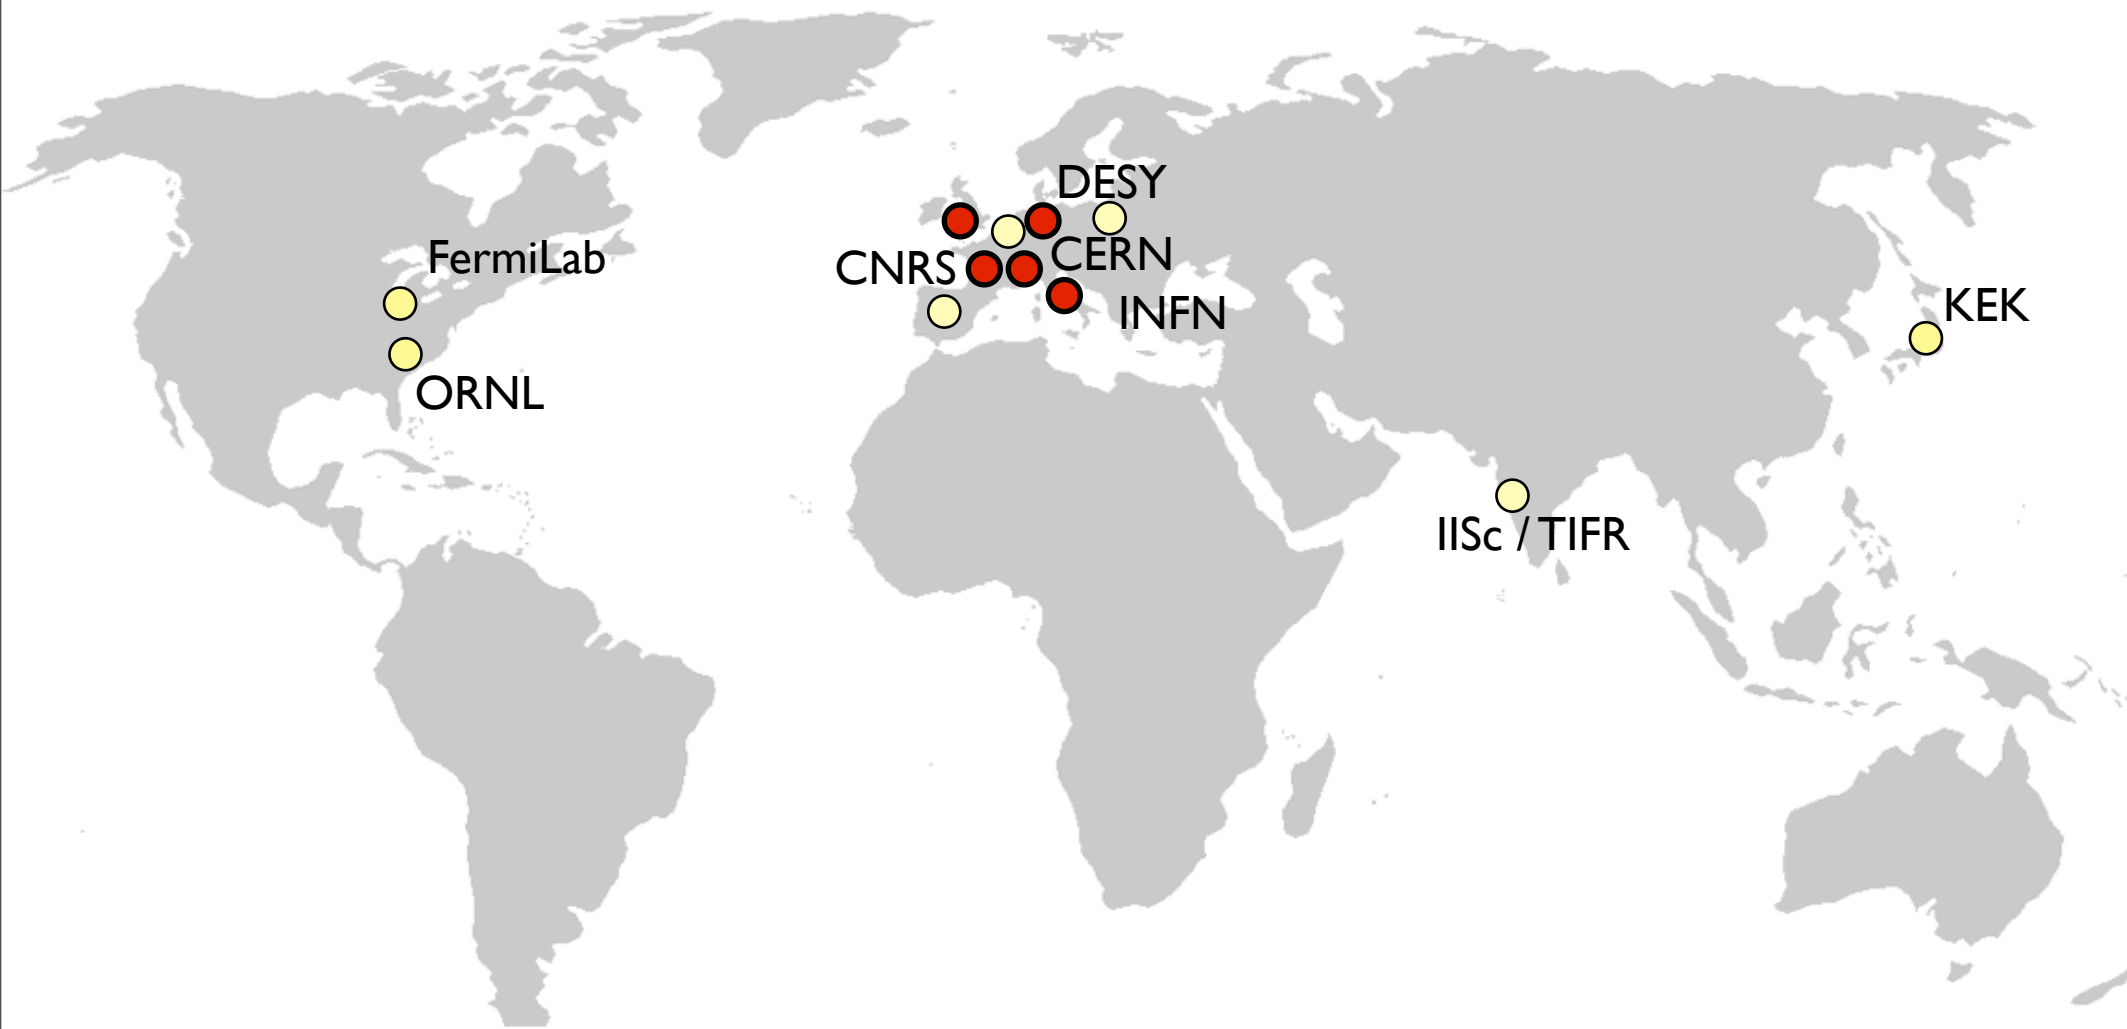 DESY
FermiLab
CNRS
CERN
INFN
KEK
ORNL
IISc / TIFR